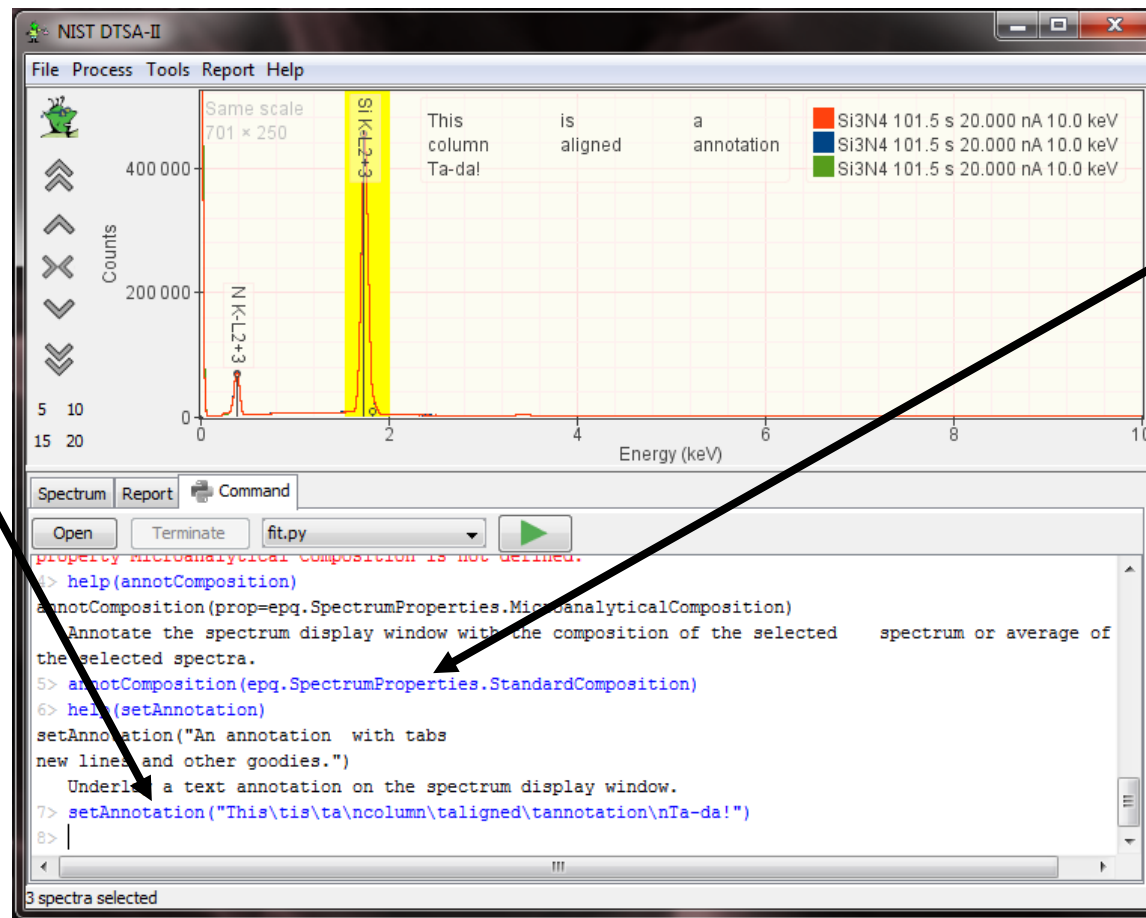 NIST DTSA-II
File Process Tools Report Help
Same scale
701 × 250
Si K-L2+3
This is a
column aligned annotation
Ta-da!
Si3N4 101.5 s 20.000 nA 10.0 keV
Si3N4 101.5 s 20.000 nA 10.0 keV
Si3N4 101.5 s 20.000 nA 10.0 keV
400 000
Counts
200 000
N K-L2+3
0
5 10
15 20
0 2 4 6 8 10
Energy (keV)
Spectrum Report Command
Open Terminate fit.py
property Microanalytical Composition is not defined.
4> help(annotComposition)
annotComposition(prop=epq.SpectrumProperties.MicroanalyticalComposition)
Annotate the spectrum display window with the composition of the selected spectrum or average of
the selected spectra.
5> annotComposition(epq.SpectrumProperties.StandardComposition)
6> help(setAnnotation)
setAnnotation("An annotation with tabs
new lines and other goodies.")
Underlay a text annotation on the spectrum display window.
7> setAnnotation("This\tis\ta\ncolumn\taligned\tannotation\nTa-da!")
8>
3 spectra selected